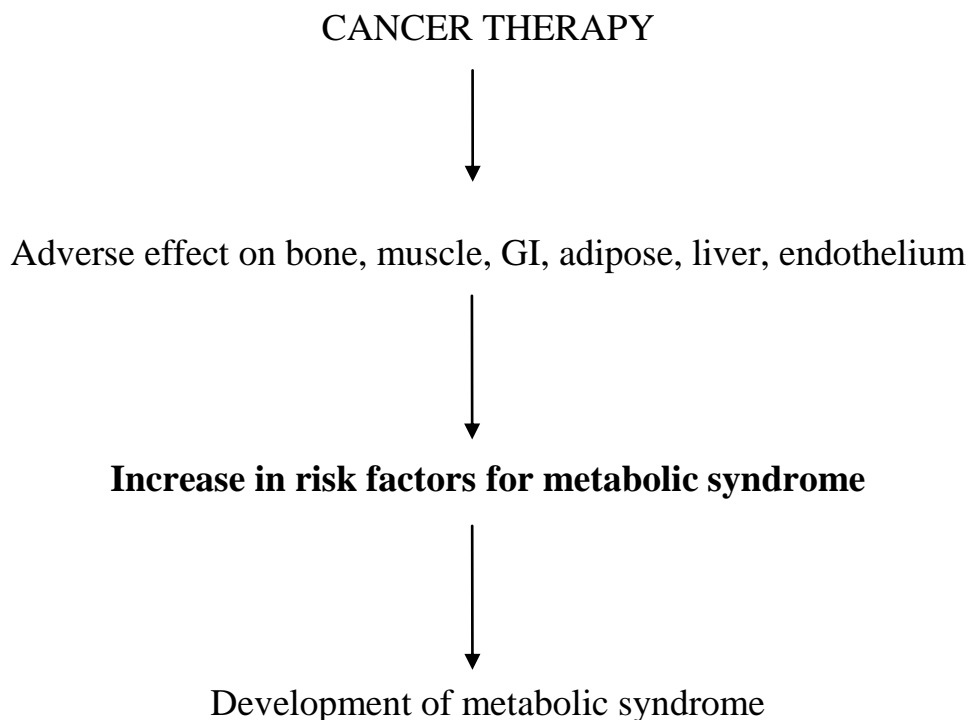 CANCER THERAPY
Adverse effect on bone, muscle, GI, adipose, liver, endothelium
Increase in risk factors for metabolic syndrome
Development of metabolic syndrome